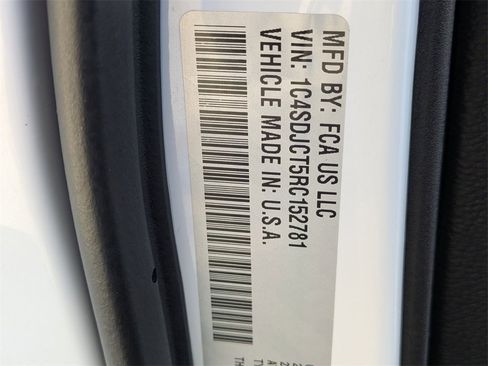 MFD BY: FCA US LLC
VIN: 1C4SDJCT5RC152781
VEHICLE MADE IN: U.S.A.